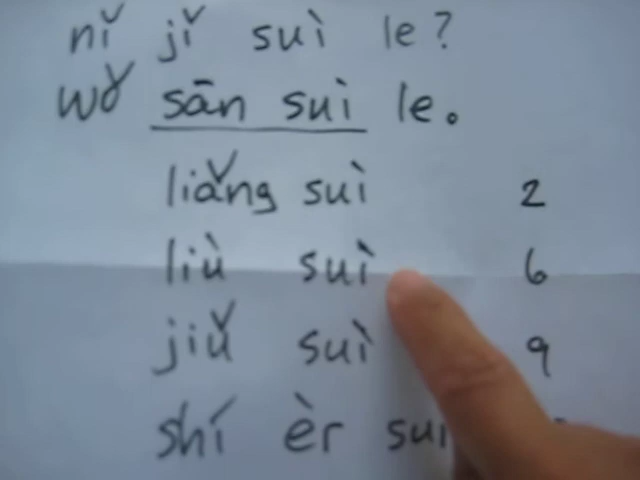 nǐ jǐ suì le?
wǒ sān suì le.
liǎng suì 2
liù suì 6
jiǔ suì 9
shí èr sui